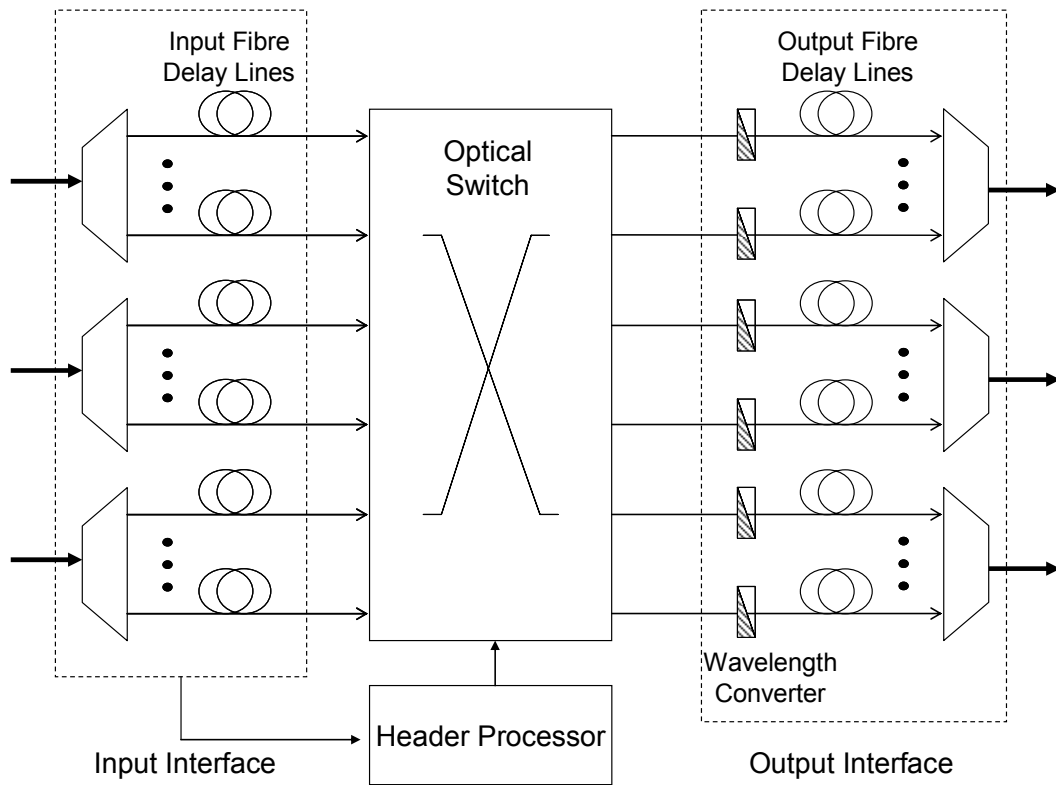 Input Fibre
Delay Lines
Output Fibre
Delay Lines
Optical
Switch
Wavelength
Converter
Header Processor
Input Interface
Output Interface